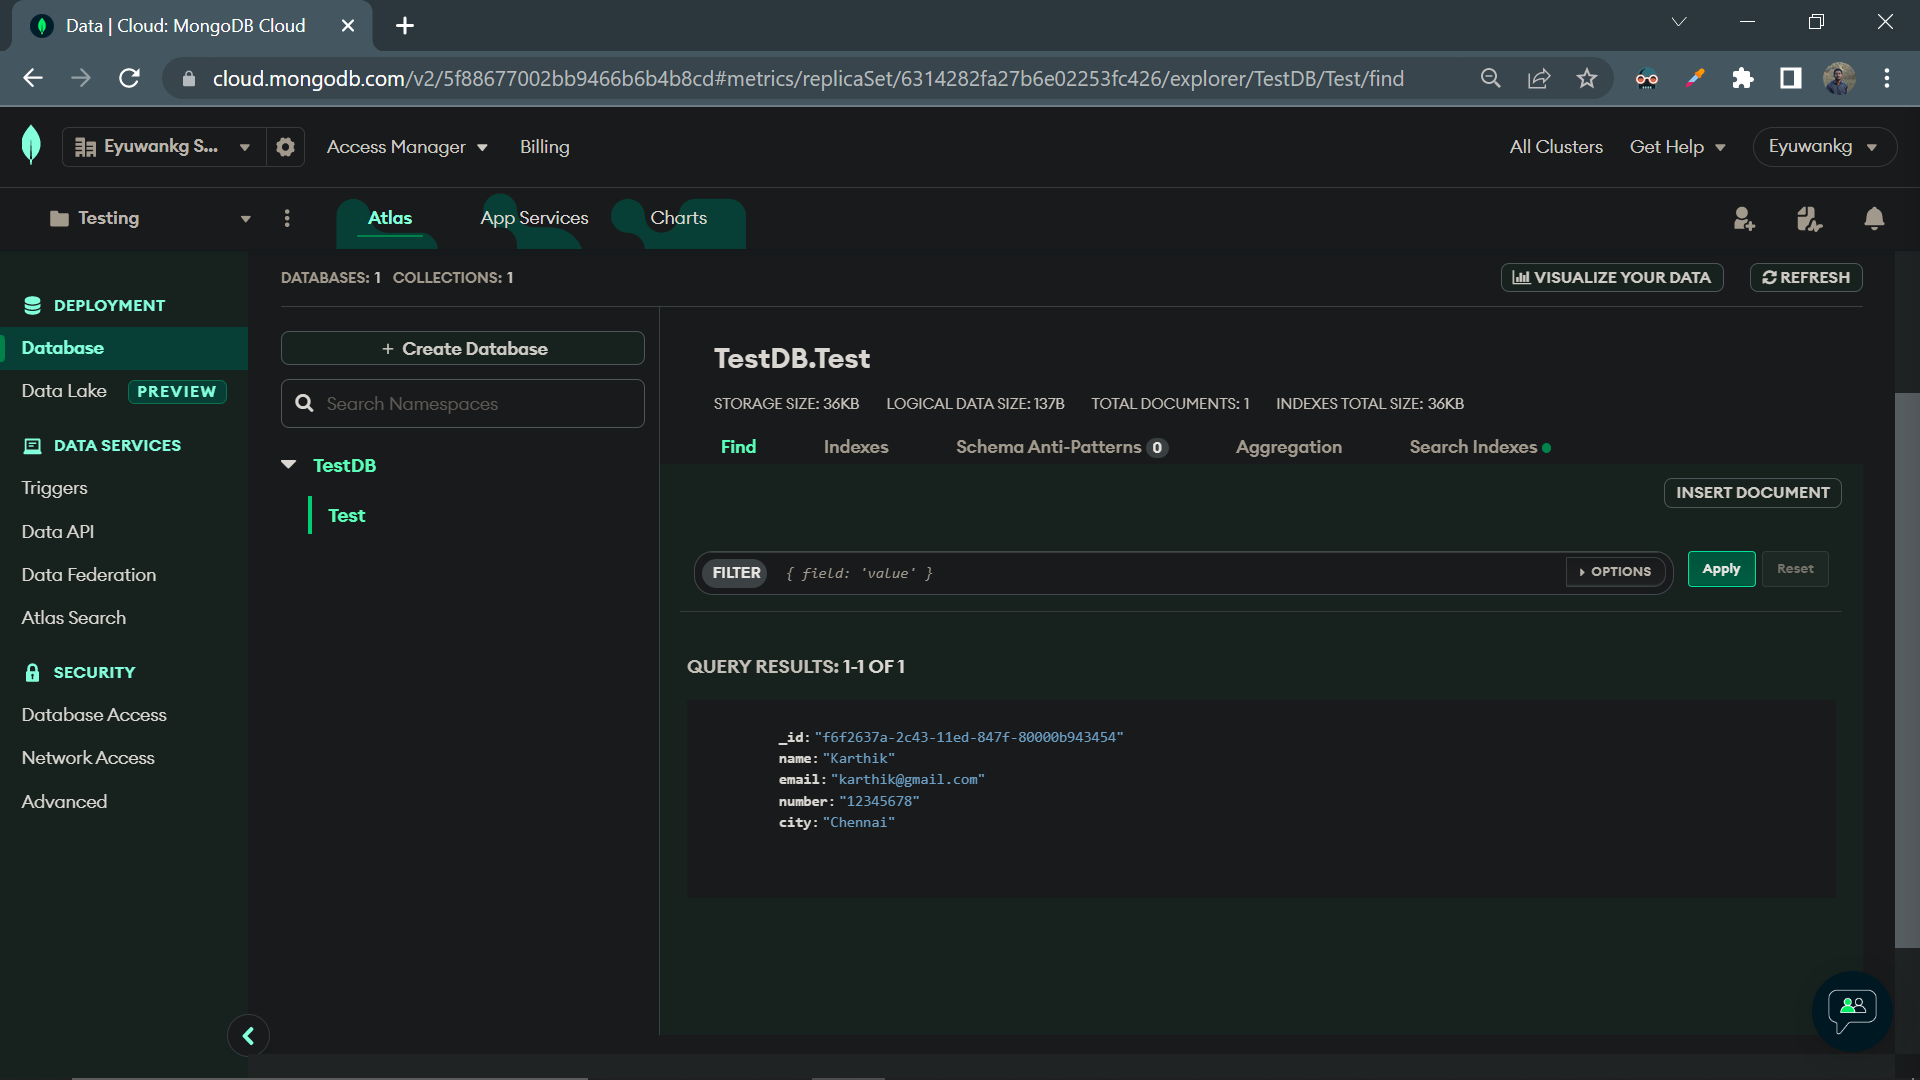 Data | Cloud: MongoDB Cloud
cloud.mongodb.com/v2/5f88677002bb9466b6b4b8cd#metrics/replicaSet/6314282fa27b6e02253fc426/explorer/TestDB/Test/find
Eyuwankg S...
Access Manager
Billing
All Clusters
Get Help
Eyuwankg
Testing
Atlas
App Services
Charts
DEPLOYMENT
Database
Data Lake PREVIEW
DATA SERVICES
Triggers
Data API
Data Federation
Atlas Search
SECURITY
Database Access
Network Access
Advanced
DATABASES: 1 COLLECTIONS: 1
VISUALIZE YOUR DATA
REFRESH
+ Create Database
Search Namespaces
TestDB
Test
TestDB.Test
STORAGE SIZE: 36KB LOGICAL DATA SIZE: 137B TOTAL DOCUMENTS: 1 INDEXES TOTAL SIZE: 36KB
Find Indexes Schema Anti-Patterns 0 Aggregation Search Indexes
INSERT DOCUMENT
FILTER { field: 'value' } OPTIONS Apply Reset
QUERY RESULTS: 1-1 OF 1
_id: "f6f2637a-2c43-11ed-847f-80000b943454"
name: "Karthik"
email: "karthik@gmail.com"
number: "12345678"
city: "Chennai"